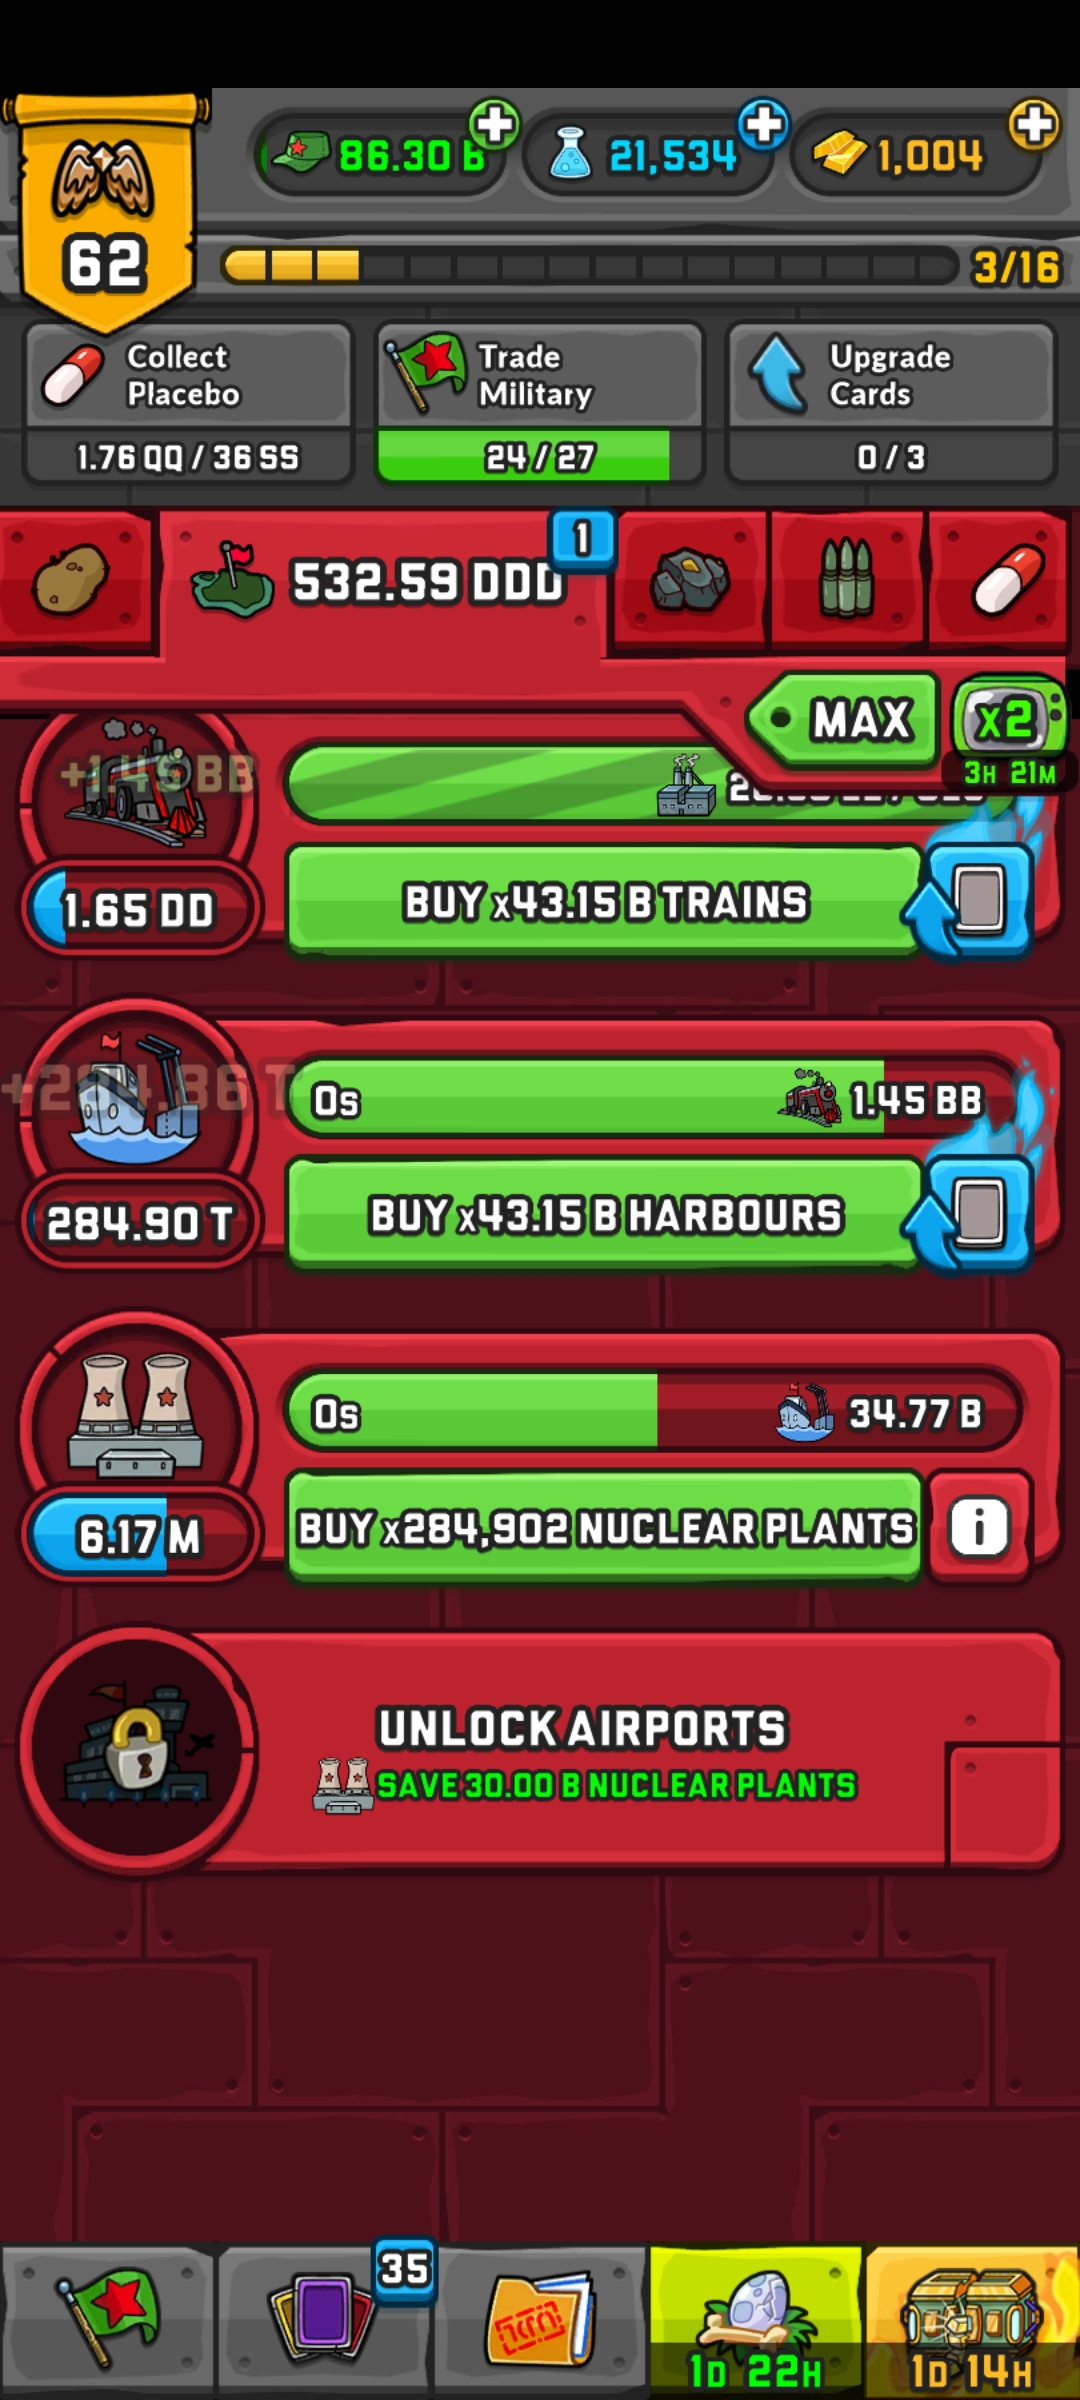 86.30 B
21,534
1,004
62
3/16
Collect
Placebo
1.76 QQ / 36 SS
Trade
Military
24 / 27
Upgrade
Cards
0 / 3
532.59 DDD
1
MAX
x2
3H 21M
+1.45 BB
1.65 DD
BUY x43.15 B TRAINS
+284.86 T
0s
1.45 BB
284.90 T
BUY x43.15 B HARBOURS
0s
34.77 B
6.17 M
BUY x284,902 NUCLEAR PLANTS
i
UNLOCK AIRPORTS
SAVE 30.00 B NUCLEAR PLANTS
35
1D 22H
1D 14H